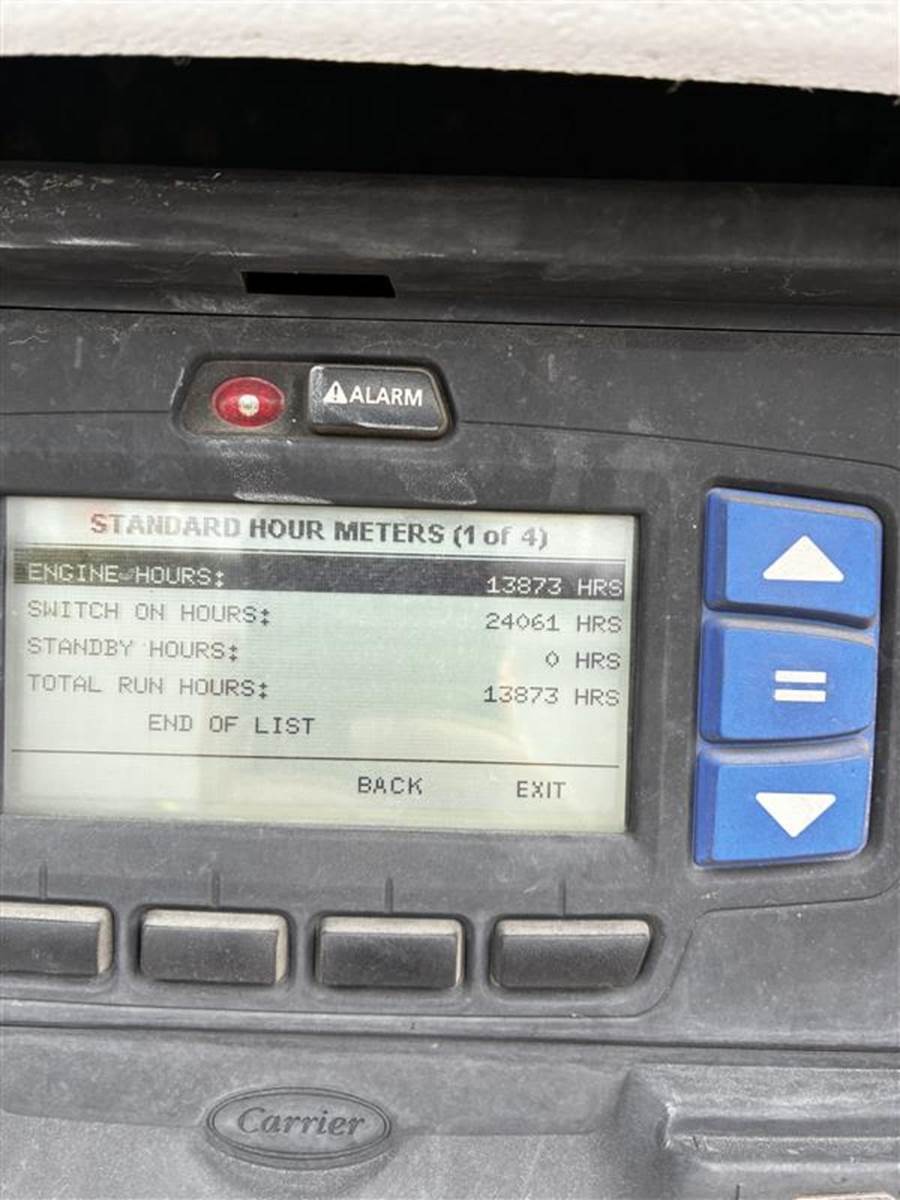 ALARM
STANDARD HOUR METERS (1 of 4)
ENGINE HOURS: 13873 HRS
SWITCH ON HOURS: 24061 HRS
STANDBY HOURS: 0 HRS
TOTAL RUN HOURS: 13873 HRS
END OF LIST
BACK EXIT
Carrier